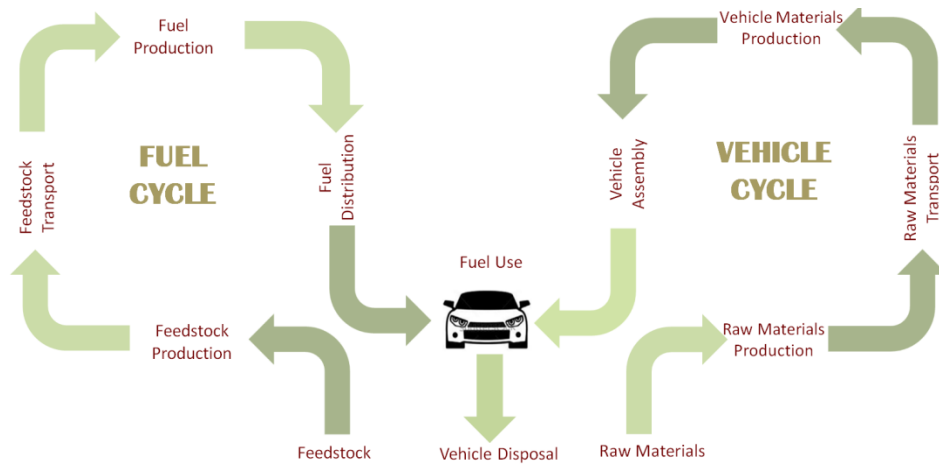 Fuel
Production
Vehicle Materials
Production
Feedstock
Transport
FUEL
CYCLE
Fuel
Distribution
Vehicle
Assembly
VEHICLE
CYCLE
Raw Materials
Transport
Fuel Use
Feedstock
Production
Raw Materials
Production
Feedstock
Vehicle Disposal
Raw Materials